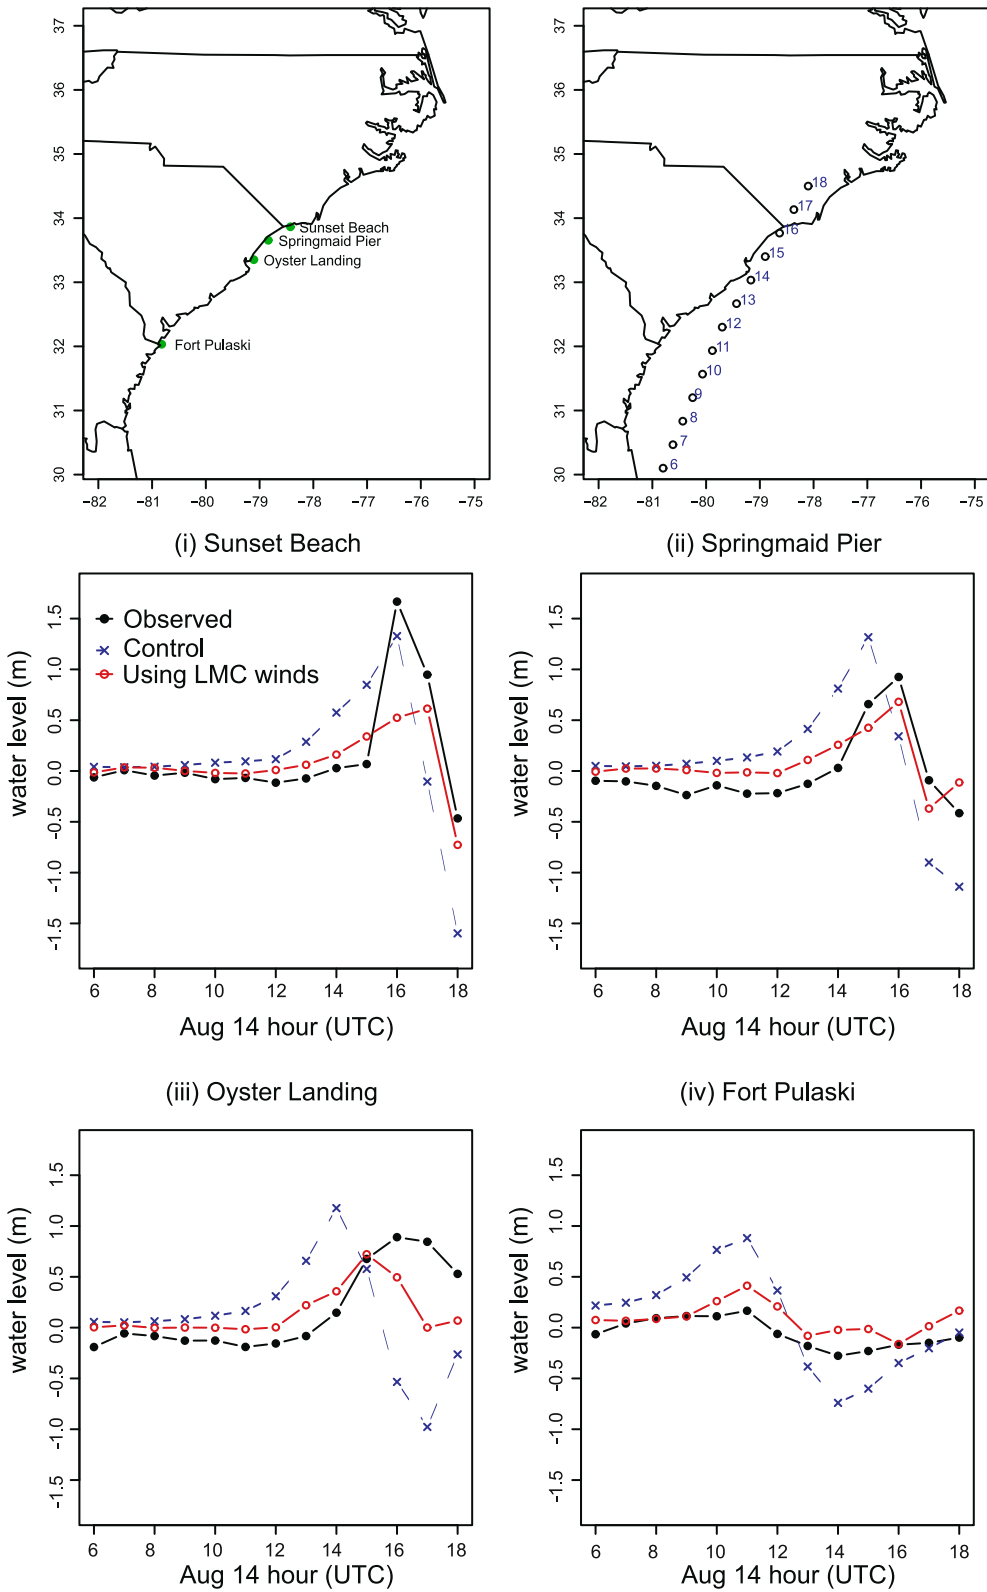 37
36
35
34
33
32
31
30
Sunset Beach
Springmaid Pier
Oyster Landing
Fort Pulaski
−82 −81 −80 −79 −78 −77 −76 −75
37
36
35
34
33
32
31
30
18
17
16
15
14
13
12
11
10
9
8
7
6
−82 −81 −80 −79 −78 −77 −76 −75
(i) Sunset Beach
water level (m)
1.5
1.0
0.5
0.0
-0.5
-1.0
-1.5
Observed
Control
Using LMC winds
6 8 10 12 14 16 18
Aug 14 hour (UTC)
(ii) Springmaid Pier
water level (m)
1.5
1.0
0.5
0.0
-0.5
-1.0
-1.5
6 8 10 12 14 16 18
Aug 14 hour (UTC)
(iii) Oyster Landing
water level (m)
1.5
1.0
0.5
0.0
-0.5
-1.0
-1.5
6 8 10 12 14 16 18
Aug 14 hour (UTC)
(iv) Fort Pulaski
water level (m)
1.5
1.0
0.5
0.0
-0.5
-1.0
-1.5
6 8 10 12 14 16 18
Aug 14 hour (UTC)